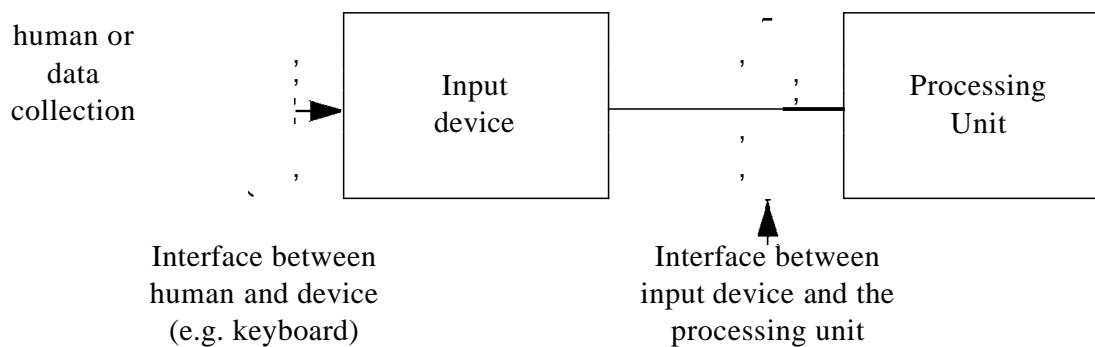 human or
data
collection
Input
device
Processing
Unit
Interface between
human and device
(e.g. keyboard)
Interface between
input device and the
processing unit